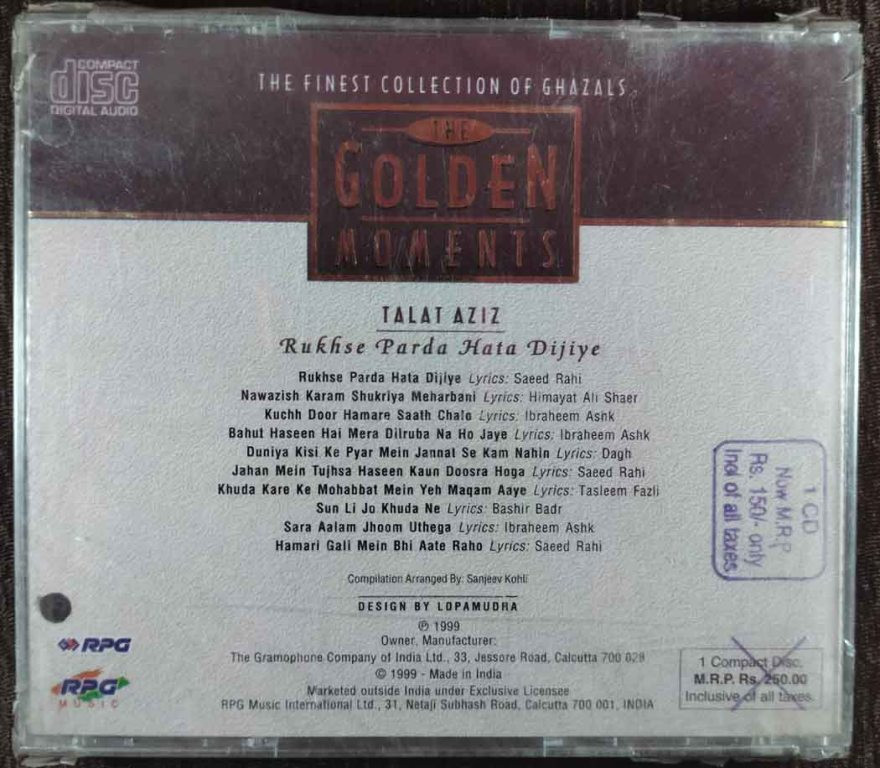 COMPACT
disc
DIGITAL AUDIO
THE FINEST COLLECTION OF GHAZALS
THE
GOLDEN
MOMENTS
TALAT AZIZ
Rukhse Parda Hata Dijiye
Rukhse Parda Hata Dijiye Lyrics: Saeed Rahi
Nawazish Karam Shukriya Meharbani Lyrics: Himayat Ali Shaer
Kuchh Door Hamare Saath Chalo Lyrics: Ibraheem Ashk
Bahut Haseen Hai Mera Dilruba Na Ho Jaye Lyrics: Ibraheem Ashk
Duniya Kisi Ke Pyar Mein Jannat Se Kam Nahin Lyrics: Dagh
Jahan Mein Tujhsa Haseen Kaun Doosra Hoga Lyrics: Saeed Rahi
Khuda Kare Ke Mohabbat Mein Yeh Maqam Aaye Lyrics: Tasleem Fazli
Sun Li Jo Khuda Ne Lyrics: Bashir Badr
Sara Aalam Jhoom Uthega Lyrics: Ibraheem Ashk
Hamari Gali Mein Bhi Aate Raho Lyrics: Saeed Rahi
Compilation Arranged By: Sanjeev Kohli
DESIGN BY LOPAMUDRA
℗ 1999
Owner, Manufacturer:
The Gramophone Company of India Ltd., 33, Jessore Road, Calcutta 700 028
© 1999 - Made in India
Marketed outside India under Exclusive Licensee
RPG Music International Ltd., 31, Netaji Subhash Road, Calcutta 700 001, INDIA
RPG
RPG
MUSIC
1 CD
Now M.R.P
Rs. 150/- only
Incl of all taxes
1 Compact Disc.
M.R.P. Rs. 250.00
Inclusive of all taxes.